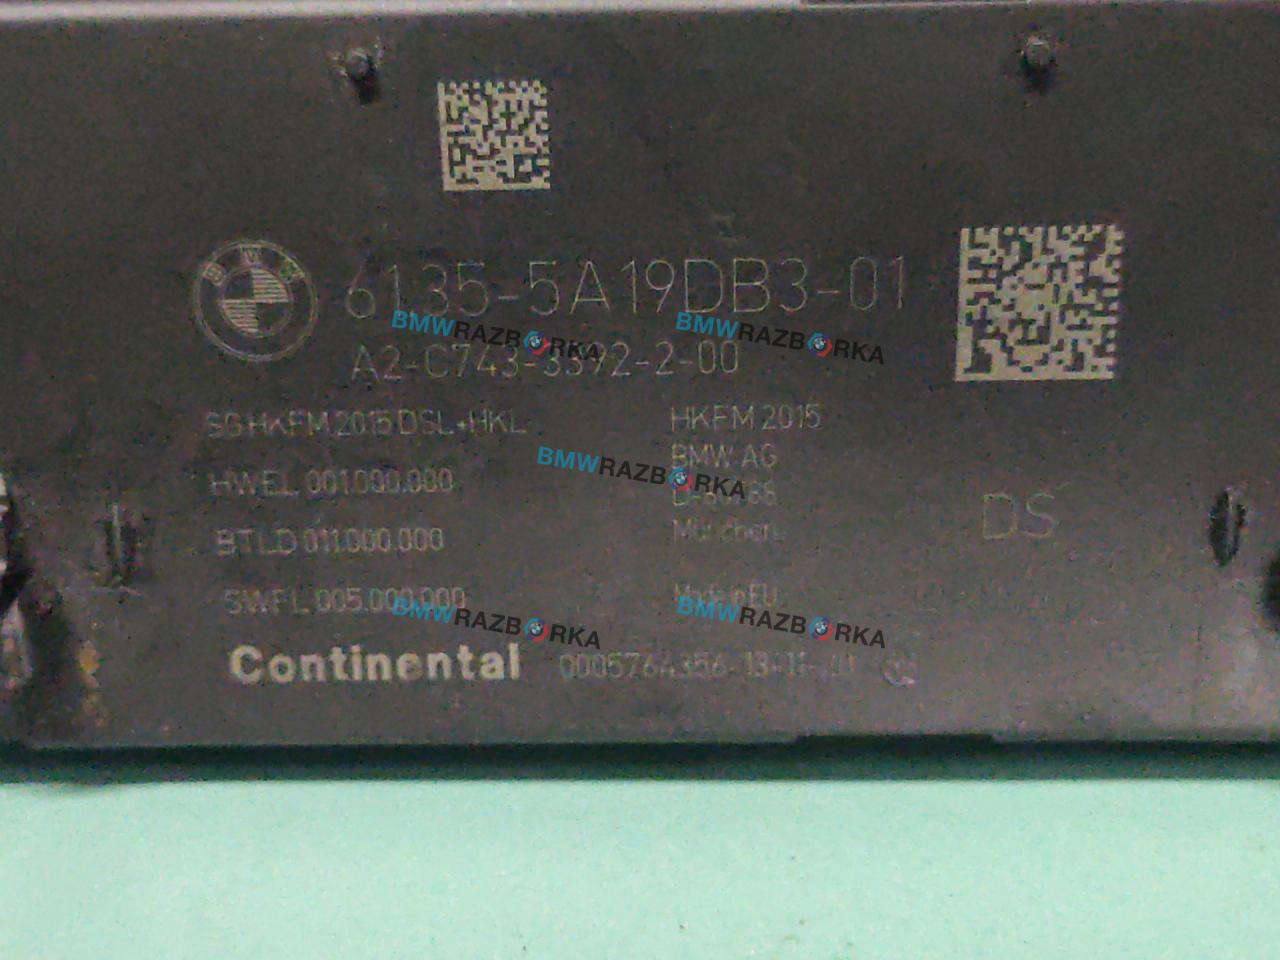 BMW
6135-5A19DB3-01
A2-C743-3392-2-00
SG HKFM 2015 DSL+HKL
HKFM 2015
BMW AG
HWEL 001.000.000
BTLD 011.000.000
München
SWFL 005.000.000
Made in EU
DS
Continental 0005764356-
BMWRAZBORKA
BMWRAZBORKA
BMWRAZBORKA
BMWRAZBORKA
BMWRAZBORKA